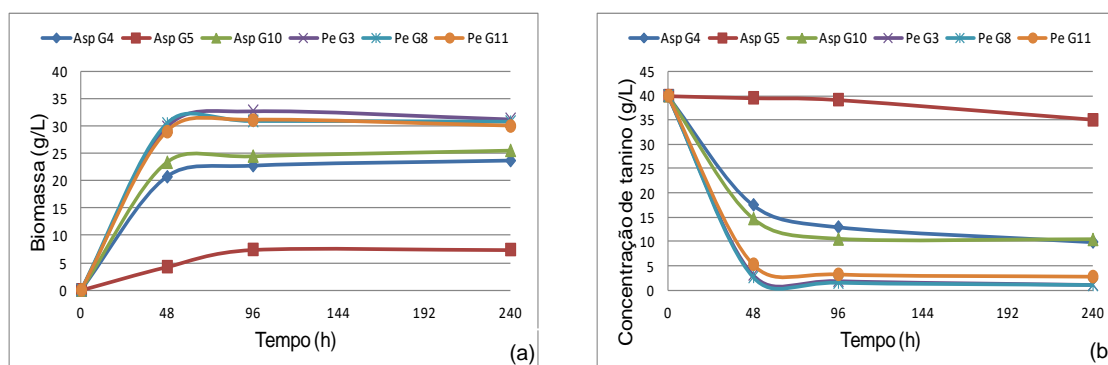 Asp G4 Asp G5 Asp G10 Pe G3 Pe G8 Pe G11
40
35
30
25
20
15
10
5
0
Biomassa (g/L)
0 48 96 144 192 240
Tempo (h)
(a)
Asp G4 Asp G5 Asp G10 Pe G3 Pe G8 Pe G11
45
40
35
30
25
20
15
10
5
0
Concentração de tanino (g/L)
0 48 96 144 192 240
Tempo (h)
(b